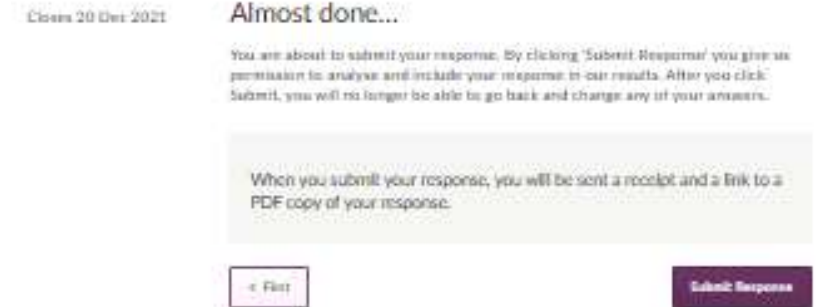 Closes 20 Dec 2021
Almost done...
You are about to submit your response. By clicking 'Submit Response' you give us
permission to analyse and include your response in our results. After you click
Submit, you will no longer be able to go back and change any of your answers.
When you submit your response, you will be sent a receipt and a link to a
PDF copy of your response.
< First
Submit Response